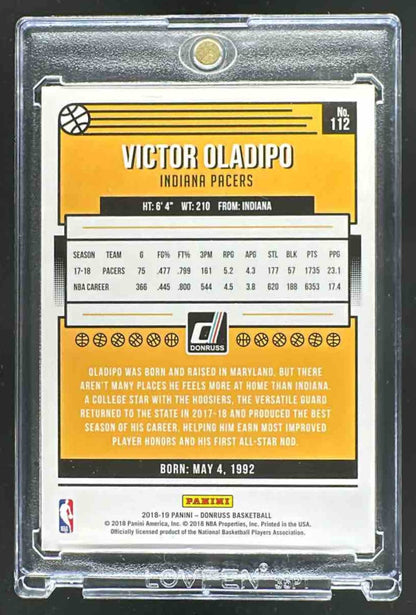 No.
112
VICTOR OLADIPO
INDIANA PACERS
HT: 6' 4" WT: 210 FROM: INDIANA
SEASON TEAM G FG% FT% 3PM RPG APG STL BLK PTS PPG
17-18 PACERS 75 .477 .799 161 5.2 4.3 177 57 1735 23.1
NBA CAREER 366 .445 .800 544 4.5 3.8 620 188 6353 17.4
DONRUSS
OLADIPO WAS BORN AND RAISED IN MARYLAND, BUT THERE
AREN'T MANY PLACES HE FEELS MORE AT HOME THAN INDIANA.
A COLLEGE STAR WITH THE HOOSIERS, THE VERSATILE GUARD
RETURNED TO THE STATE IN 2017-18 AND PRODUCED THE BEST
SEASON OF HIS CAREER, HELPING HIM EARN MOST IMPROVED
PLAYER HONORS AND HIS FIRST ALL-STAR NOD.
BORN: MAY 4, 1992
PANINI
2018-19 PANINI – DONRUSS BASKETBALL
© 2018 Panini America, Inc. © 2018 NBA Properties, Inc. Printed in the USA.
Officially licensed product of the National Basketball Players Association.
NBA